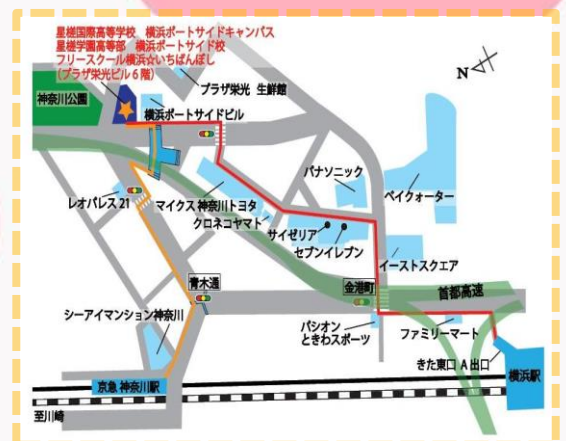 星槎国際高等学校 横浜ポートサイドキャンパス
星槎学園高等部 横浜ポートサイド校
フリースクール横浜☆いちばんぼし
(プラザ栄光ビル6階)
N
プラザ栄光 生鮮館
神奈川公園
横浜ポートサイドビル
パナソニック
ベイクォーター
レオパレス21
マイクス神奈川トヨタ
クロネコヤマト
サイゼリア
セブンイレブン
イーストスクエア
青木通
金港町
首都高速
シーアイマンション神奈川
パシオン
ときわスポーツ
ファミリーマート
きた東口 A出口
京急 神奈川駅
横浜駅
至川崎